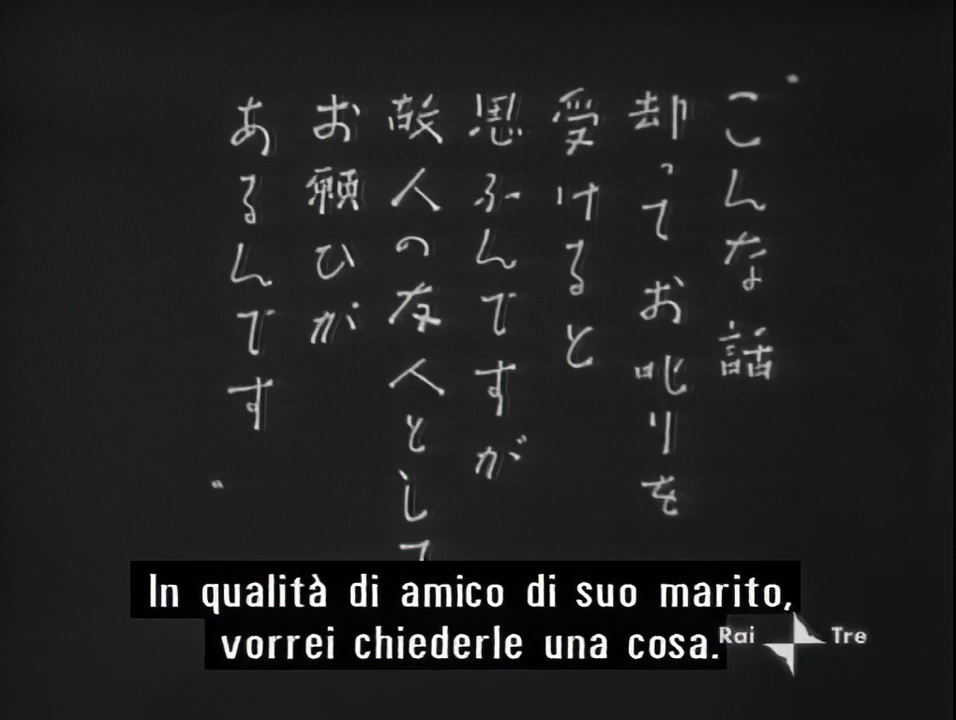 こんな話
却ってお叱りを
受けると
思ふんですが
故人の友人として
お願ひが
あるんです
In qualità di amico di suo marito,
vorrei chiederle una cosa.
Rai Tre